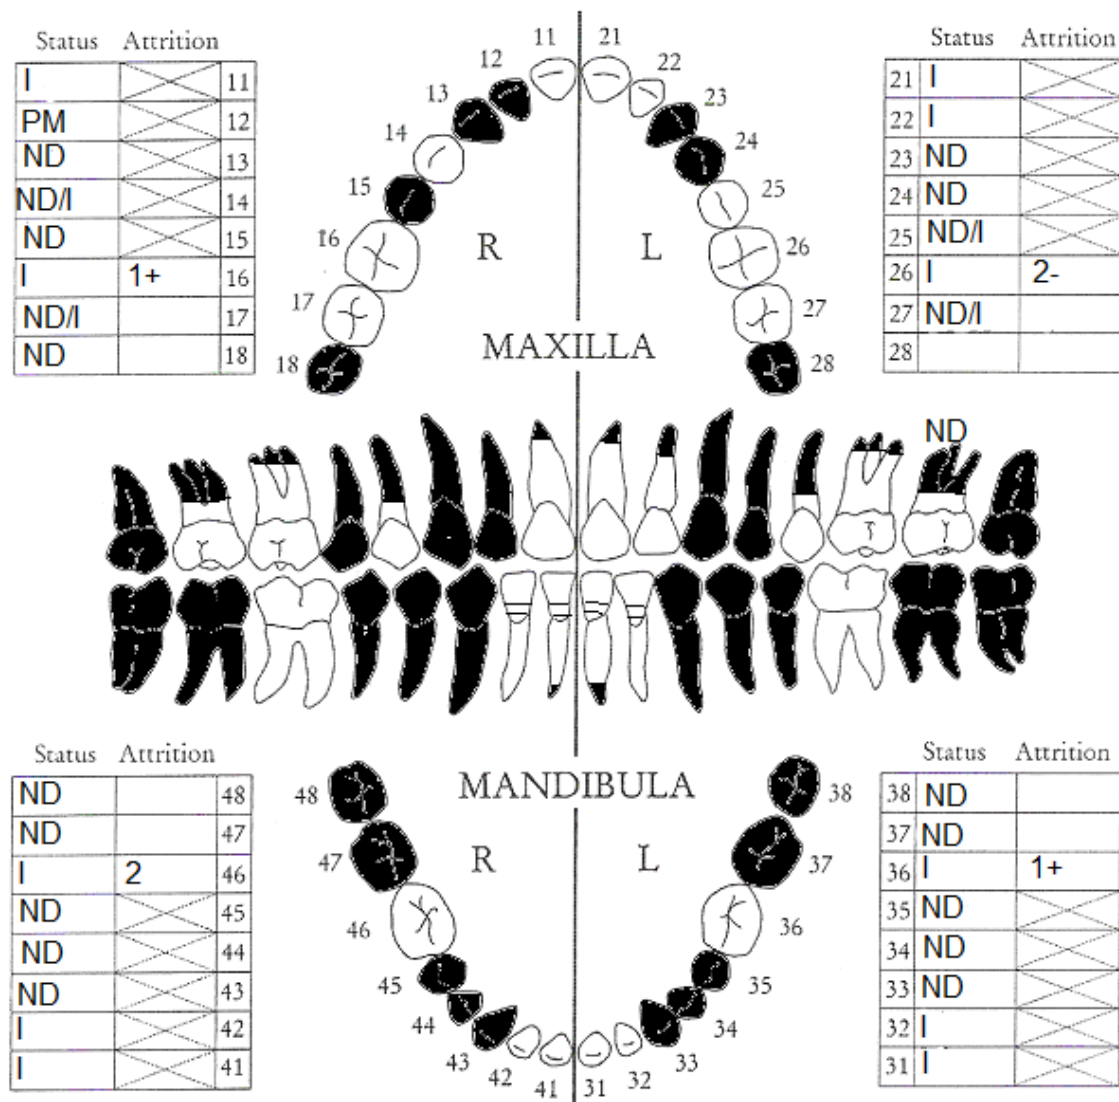 Status Attrition
I 11
PM 12
ND 13
ND/I 14
ND 15
I 1+ 16
ND/I 17
ND 18
11 21
12 22
13 23
14 24
15 25
16 R L 26
17 27
MAXILLA
18 28
Status Attrition
21 I
22 I
23 ND
24 ND
25 ND/I
26 I 2-
27 ND/I
28
ND
Status Attrition
ND 48
ND 47
I 2 46
ND 45
ND 44
ND 43
I 42
I 41
MANDIBULA
48 38
47 R L 37
46 36
45 35
44 34
43 33
42 32
41 31
Status Attrition
38 ND
37 ND
36 I 1+
35 ND
34 ND
33 ND
32 I
31 I